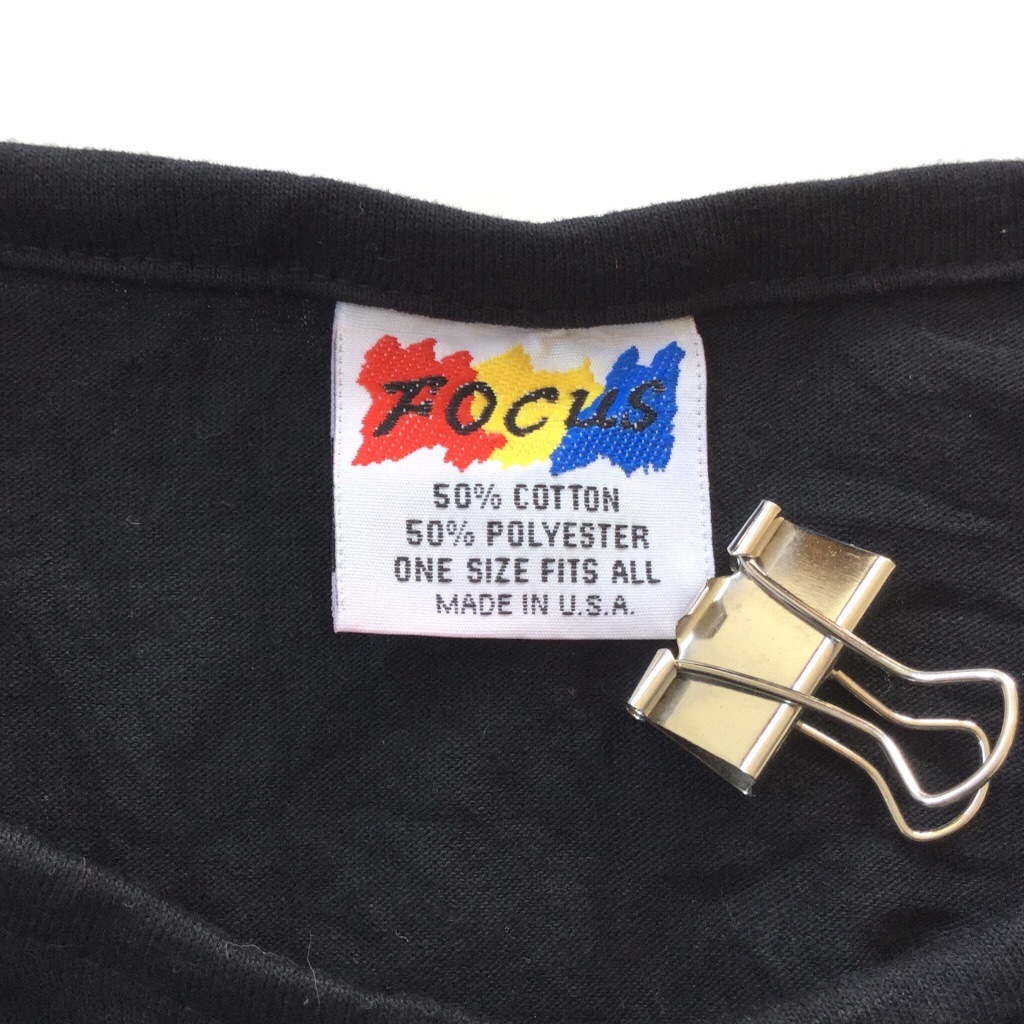 FOCUS
50% COTTON
50% POLYESTER
ONE SIZE FITS ALL
MADE IN U.S.A.